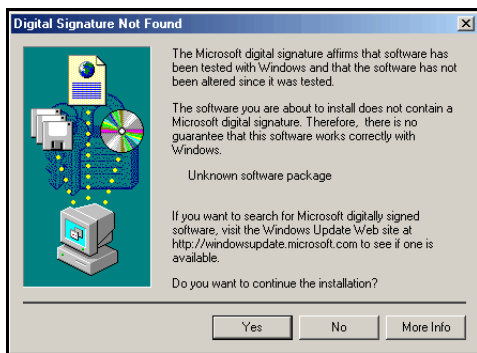 Digital Signature Not Found
The Microsoft digital signature affirms that software has
been tested with Windows and that the software has not
been altered since it was tested.
The software you are about to install does not contain a
Microsoft digital signature. Therefore, there is no
guarantee that this software works correctly with
Windows.
Unknown software package
If you want to search for Microsoft digitally signed
software, visit the Windows Update Web site at
http://windowsupdate.microsoft.com to see if one is
available.
Do you want to continue the installation?
Yes No More Info